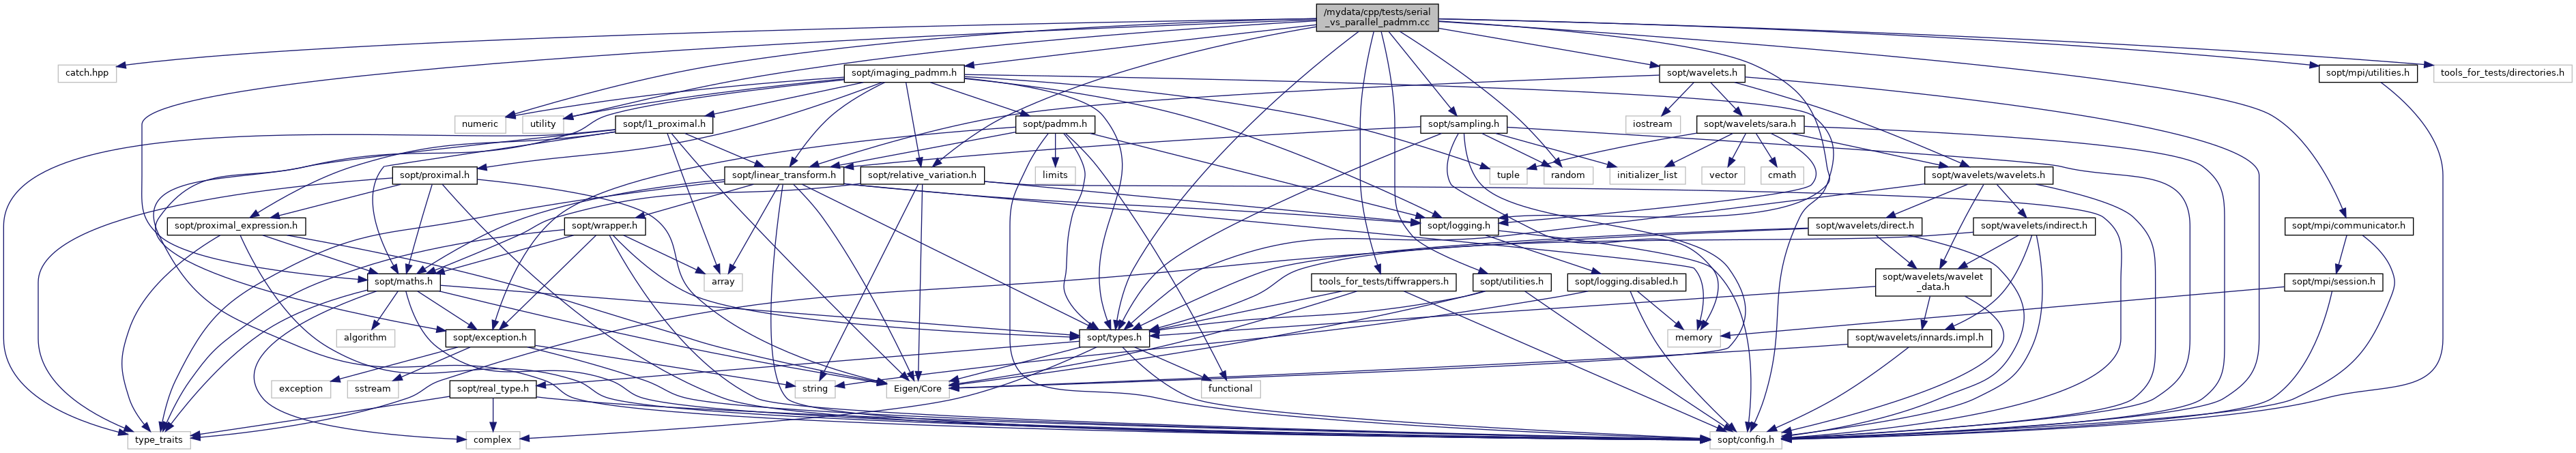 /mydata/cpp/tests/serial
_vs_parallel_padmm.cc
catch.hpp
sopt/imaging_padmm.h
sopt/wavelets.h
sopt/mpi/utilities.h
tools_for_tests/directories.h
numeric
utility
sopt/l1_proximal.h
sopt/padmm.h
sopt/sampling.h
iostream
sopt/wavelets/sara.h
sopt/proximal.h
sopt/linear_transform.h
sopt/relative_variation.h
limits
tuple
random
initializer_list
vector
cmath
sopt/wavelets/wavelets.h
sopt/proximal_expression.h
sopt/wrapper.h
sopt/logging.h
sopt/wavelets/direct.h
sopt/wavelets/indirect.h
sopt/mpi/communicator.h
sopt/maths.h
array
tools_for_tests/tiffwrappers.h
sopt/utilities.h
sopt/logging.disabled.h
sopt/wavelets/wavelet
_data.h
sopt/mpi/session.h
algorithm
sopt/exception.h
sopt/types.h
memory
sopt/wavelets/innards.impl.h
exception
sstream
sopt/real_type.h
string
Eigen/Core
functional
type_traits
complex
sopt/config.h